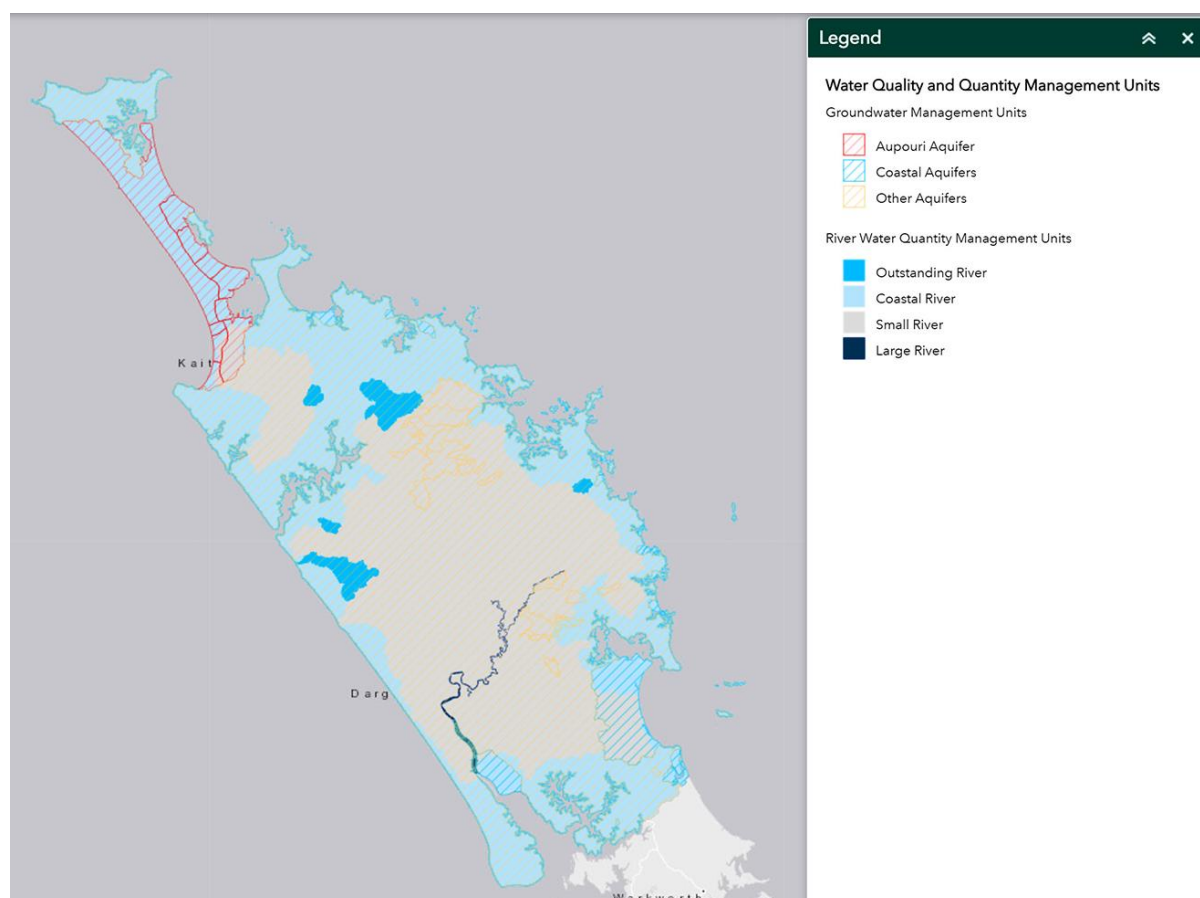 Legend
Water Quality and Quantity Management Units
Groundwater Management Units
Aupouri Aquifer
Coastal Aquifers
Other Aquifers
River Water Quantity Management Units
Outstanding River
Coastal River
Small River
Large River
Kait
Darg